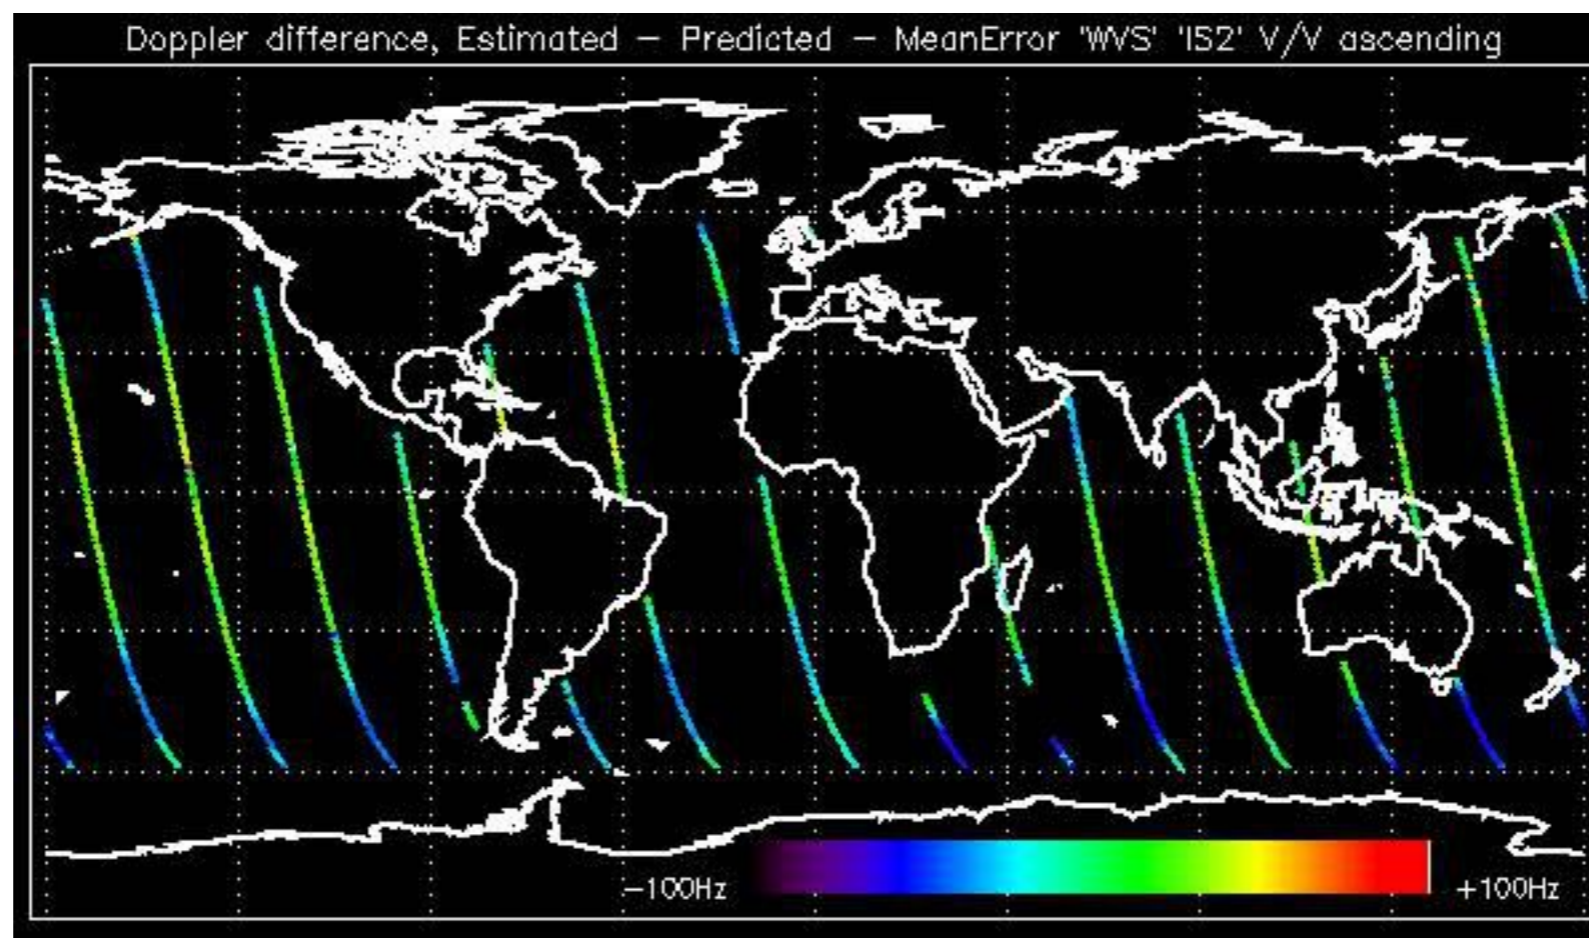 Doppler difference, Estimated – Predicted – MeanError 'WVS' 'IS2' V/V ascending
−100Hz
+100Hz